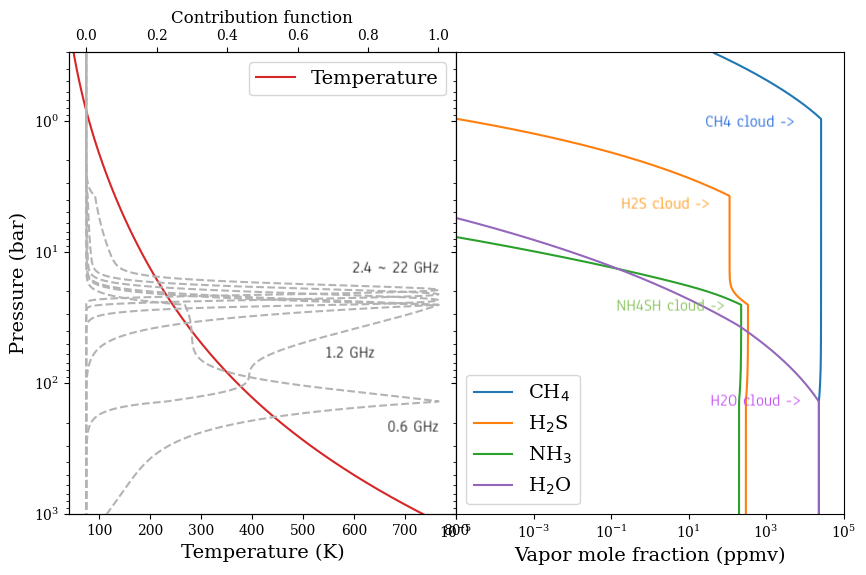 Contribution function
0.0 0.2 0.4 0.6 0.8 1.0
Temperature
10⁰
10¹
10²
10³
Pressure (bar)
2.4 ~ 22 GHz
1.2 GHz
0.6 GHz
100 200 300 400 500 600 700 800
Temperature (K)
CH4 cloud ->
H2S cloud ->
NH4SH cloud ->
H2O cloud ->
CH₄
H₂S
NH₃
H₂O
10⁻⁵ 10⁻³ 10⁻¹ 10¹ 10³ 10⁵
Vapor mole fraction (ppmv)